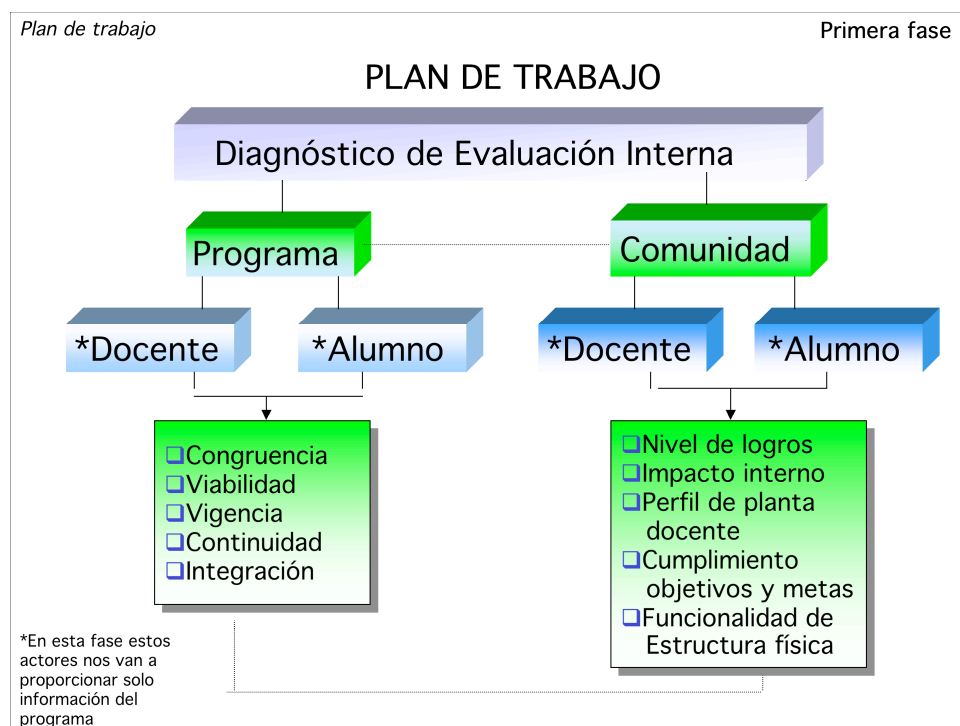 Plan de trabajo
Primera fase
PLAN DE TRABAJO
Diagnóstico de Evaluación Interna
Programa
Comunidad
*Docente
*Alumno
*Docente
*Alumno
❑Congruencia
❑Viabilidad
❑Vigencia
❑Continuidad
❑Integración
❑Nivel de logros
❑Impacto interno
❑Perfil de planta
docente
❑Cumplimiento
objetivos y metas
❑Funcionalidad de
Estructura física
*En esta fase estos
actores nos van a
proporcionar solo
información del
programa